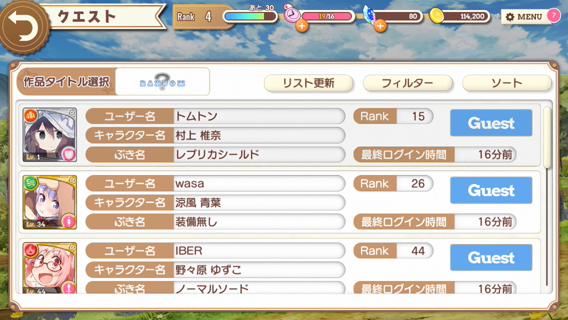 クエスト
Rank 4
あと 30
19/16
80
114,200
MENU
?
作品タイトル選択
RANDOM
リスト更新
フィルター
ソート
ユーザー名 トムトン
Rank 15
Guest
キャラクター名 村上 椎奈
ぶき名 レプリカシールド
最終ログイン時間 16分前
Lv. 1
ユーザー名 wasa
Rank 26
Guest
キャラクター名 涼風 青葉
ぶき名 装備無し
最終ログイン時間 16分前
Lv. 34
ユーザー名 IBER
Rank 44
Guest
キャラクター名 野々原 ゆずこ
ぶき名 ノーマルソード
最終ログイン時間 16分前